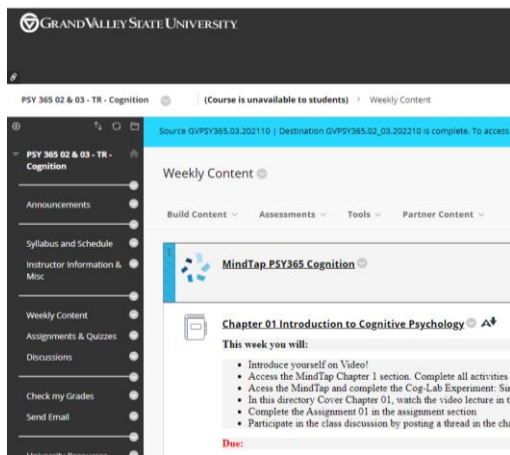 GRAND VALLEY STATE UNIVERSITY
PSY 365 02 & 03 - TR - Cognition
(Course is unavailable to students)
Weekly Content
Source GVPSY365.03.202110 | Destination GVPSY365.02_03.202210 is complete. To access
PSY 365 02 & 03 - TR -
Cognition
Announcements
Syllabus and Schedule
Instructor Information &
Misc
Weekly Content
Assignments & Quizzes
Discussions
Check my Grades
Send Email
University Resources
Weekly Content
Build Content
Assessments
Tools
Partner Content
MindTap PSY365 Cognition
Chapter 01 Introduction to Cognitive Psychology
This week you will:
Introduce yourself on Video!
Access the MindTap Chapter 1 section. Complete all activities
Acess the MindTap and complete the Cog-Lab Experiment:
In this directory Cover Chapter 01, watch the video lecture in
Complete the Assignment 01 in the assignment section
Participate in the class discussion by posting a thread in the
Due: